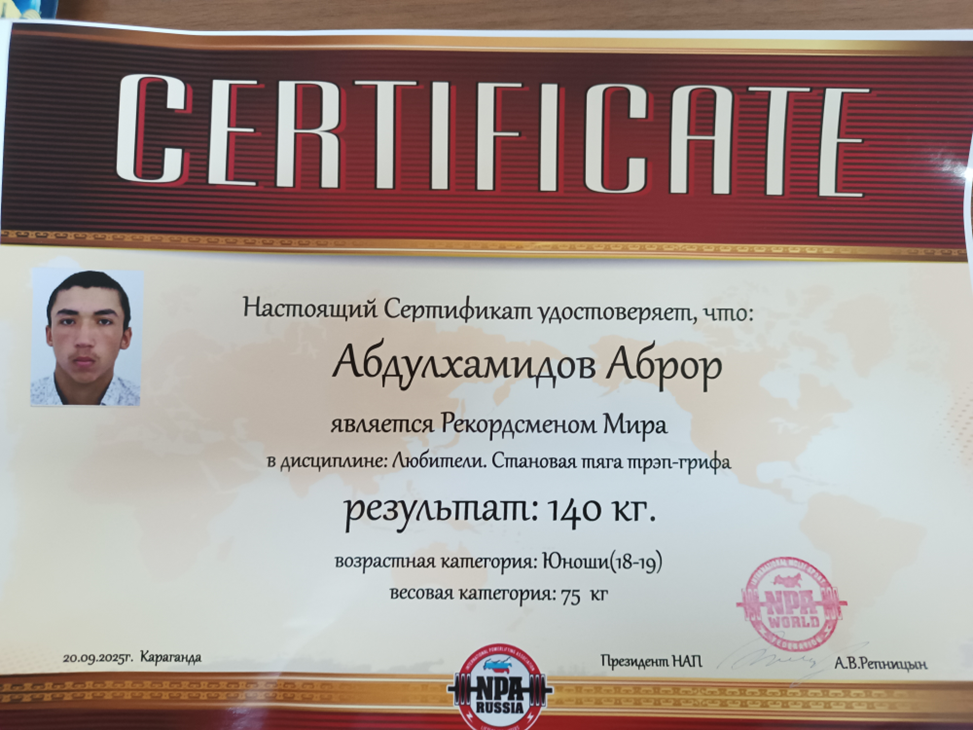 CERTIFICATE
Настоящий Сертификат удостоверяет, что:
Абдулхамидов Аброр
является Рекордсменом Мира
в дисциплине: Любители. Становая тяга трэп-грифа
результат: 140 кг.
возрастная категория: Юноши(18-19)
весовая категория: 75 кг
NPA
WORLD
20.09.2025г. Караганда
Президент НАП
А.В.Репницын
NPA
RUSSIA